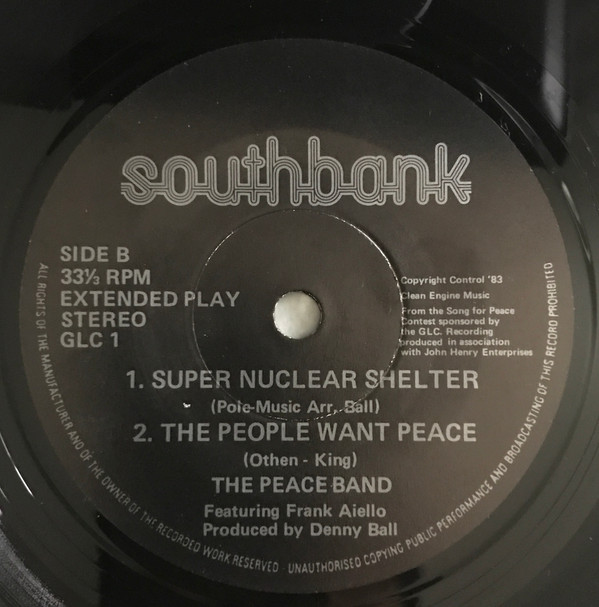 southbank
SIDE B
33⅓ RPM
EXTENDED PLAY
STEREO
GLC 1
Copyright Control '83
Clean Engine Music
From the Song for Peace
Contest sponsored by
the GLC. Recording
produced in association
with John Henry Enterprises
1. SUPER NUCLEAR SHELTER
(Pole-Music Arr. Ball)
2. THE PEOPLE WANT PEACE
(Othen - King)
THE PEACE BAND
Featuring Frank Aiello
Produced by Denny Ball
ALL RIGHTS OF THE MANUFACTURER AND OF THE OWNER OF THE RECORDED WORK RESERVED - UNAUTHORISED COPYING PUBLIC PERFORMANCE AND BROADCASTING OF THIS RECORD PROHIBITED